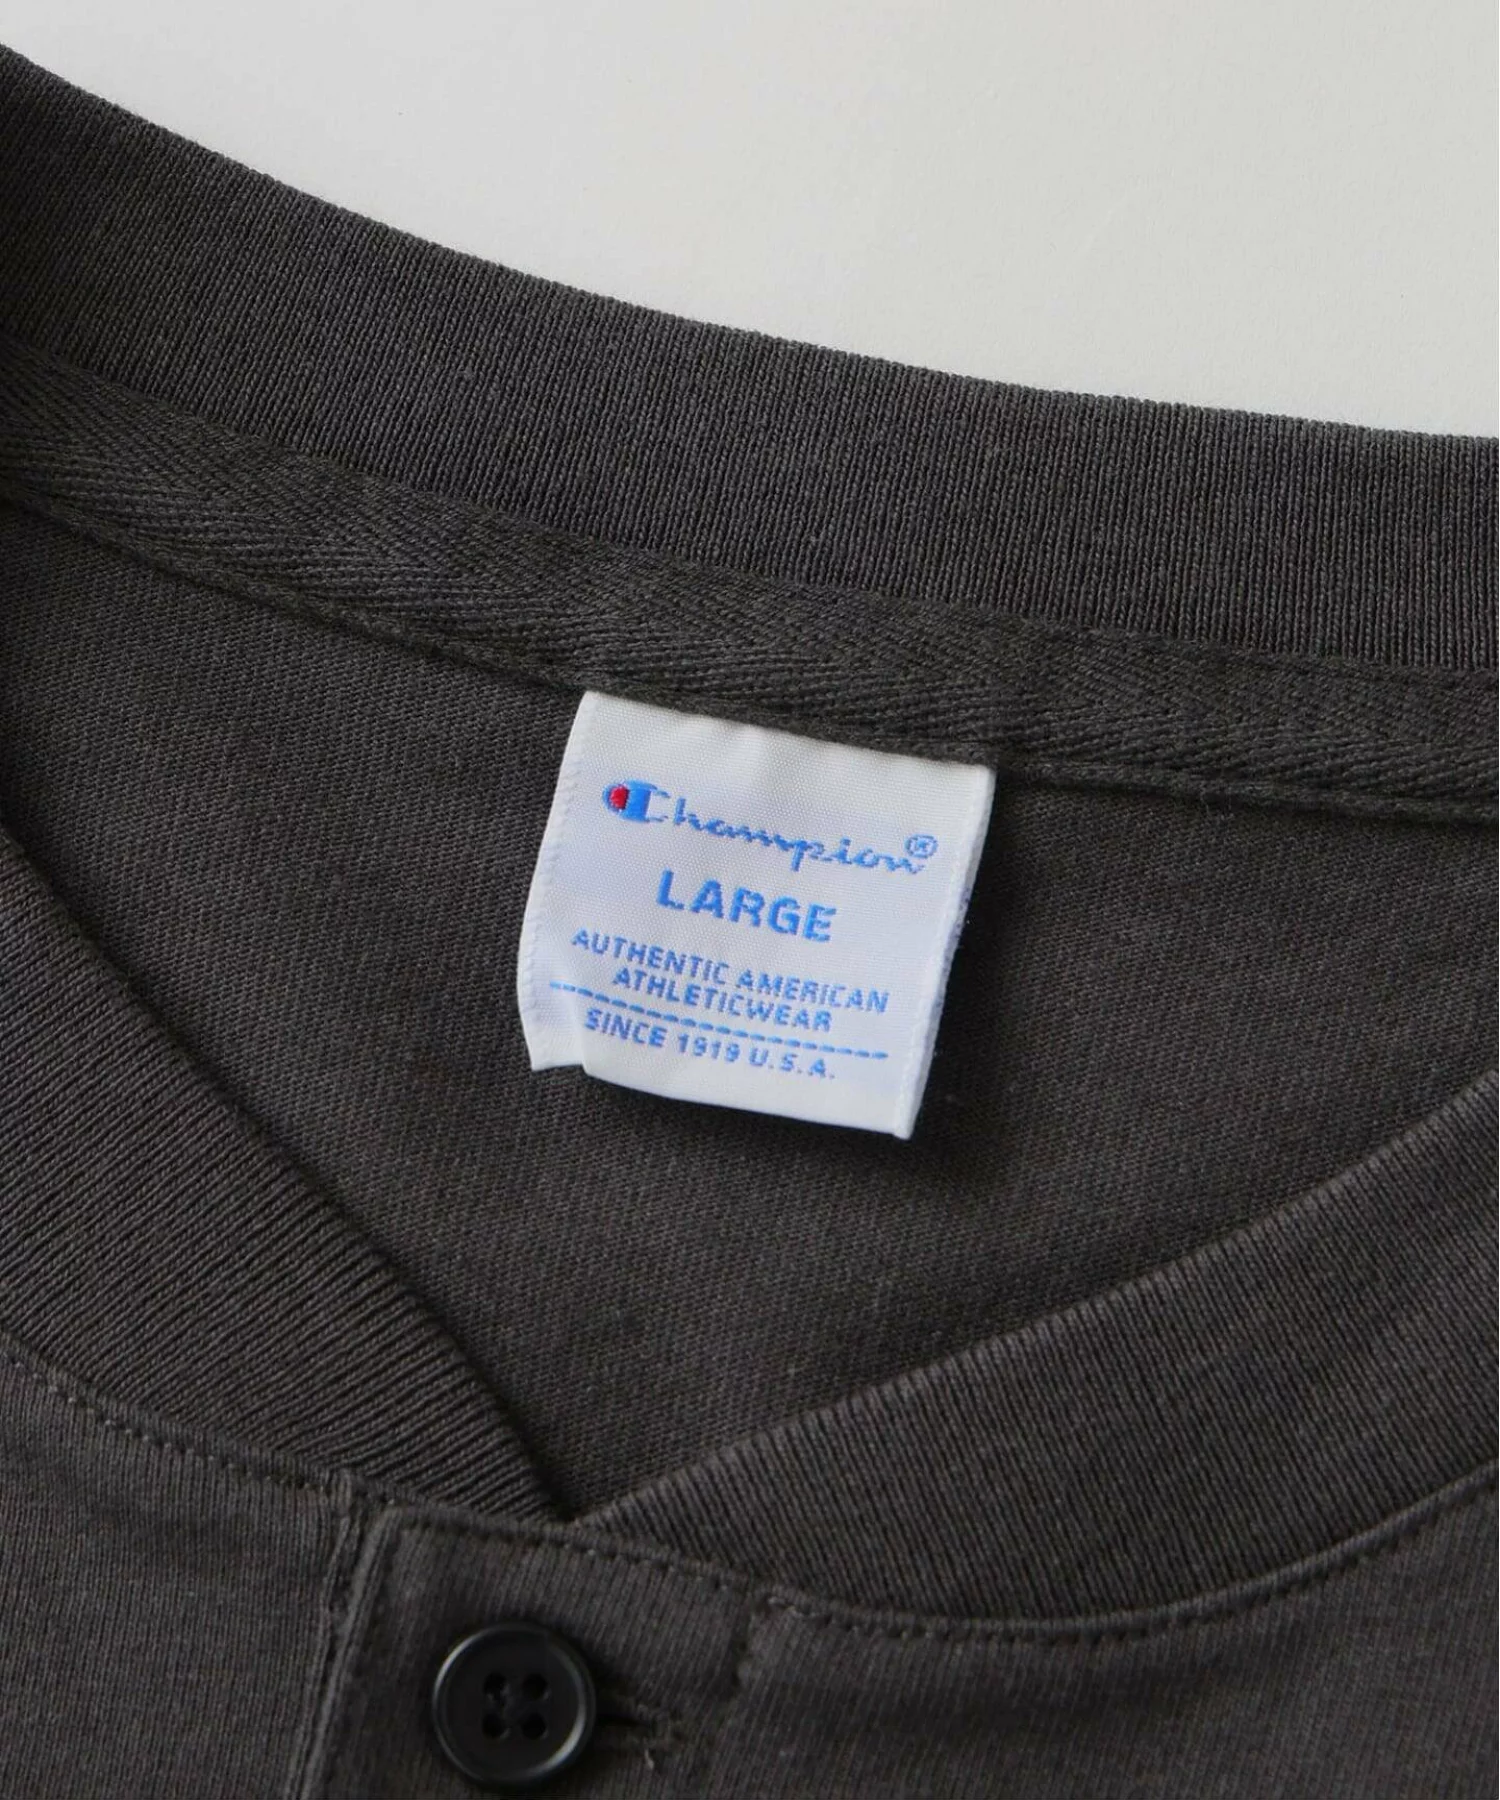 Champion®
LARGE
AUTHENTIC AMERICAN
ATHLETICWEAR
SINCE 1919 U.S.A.